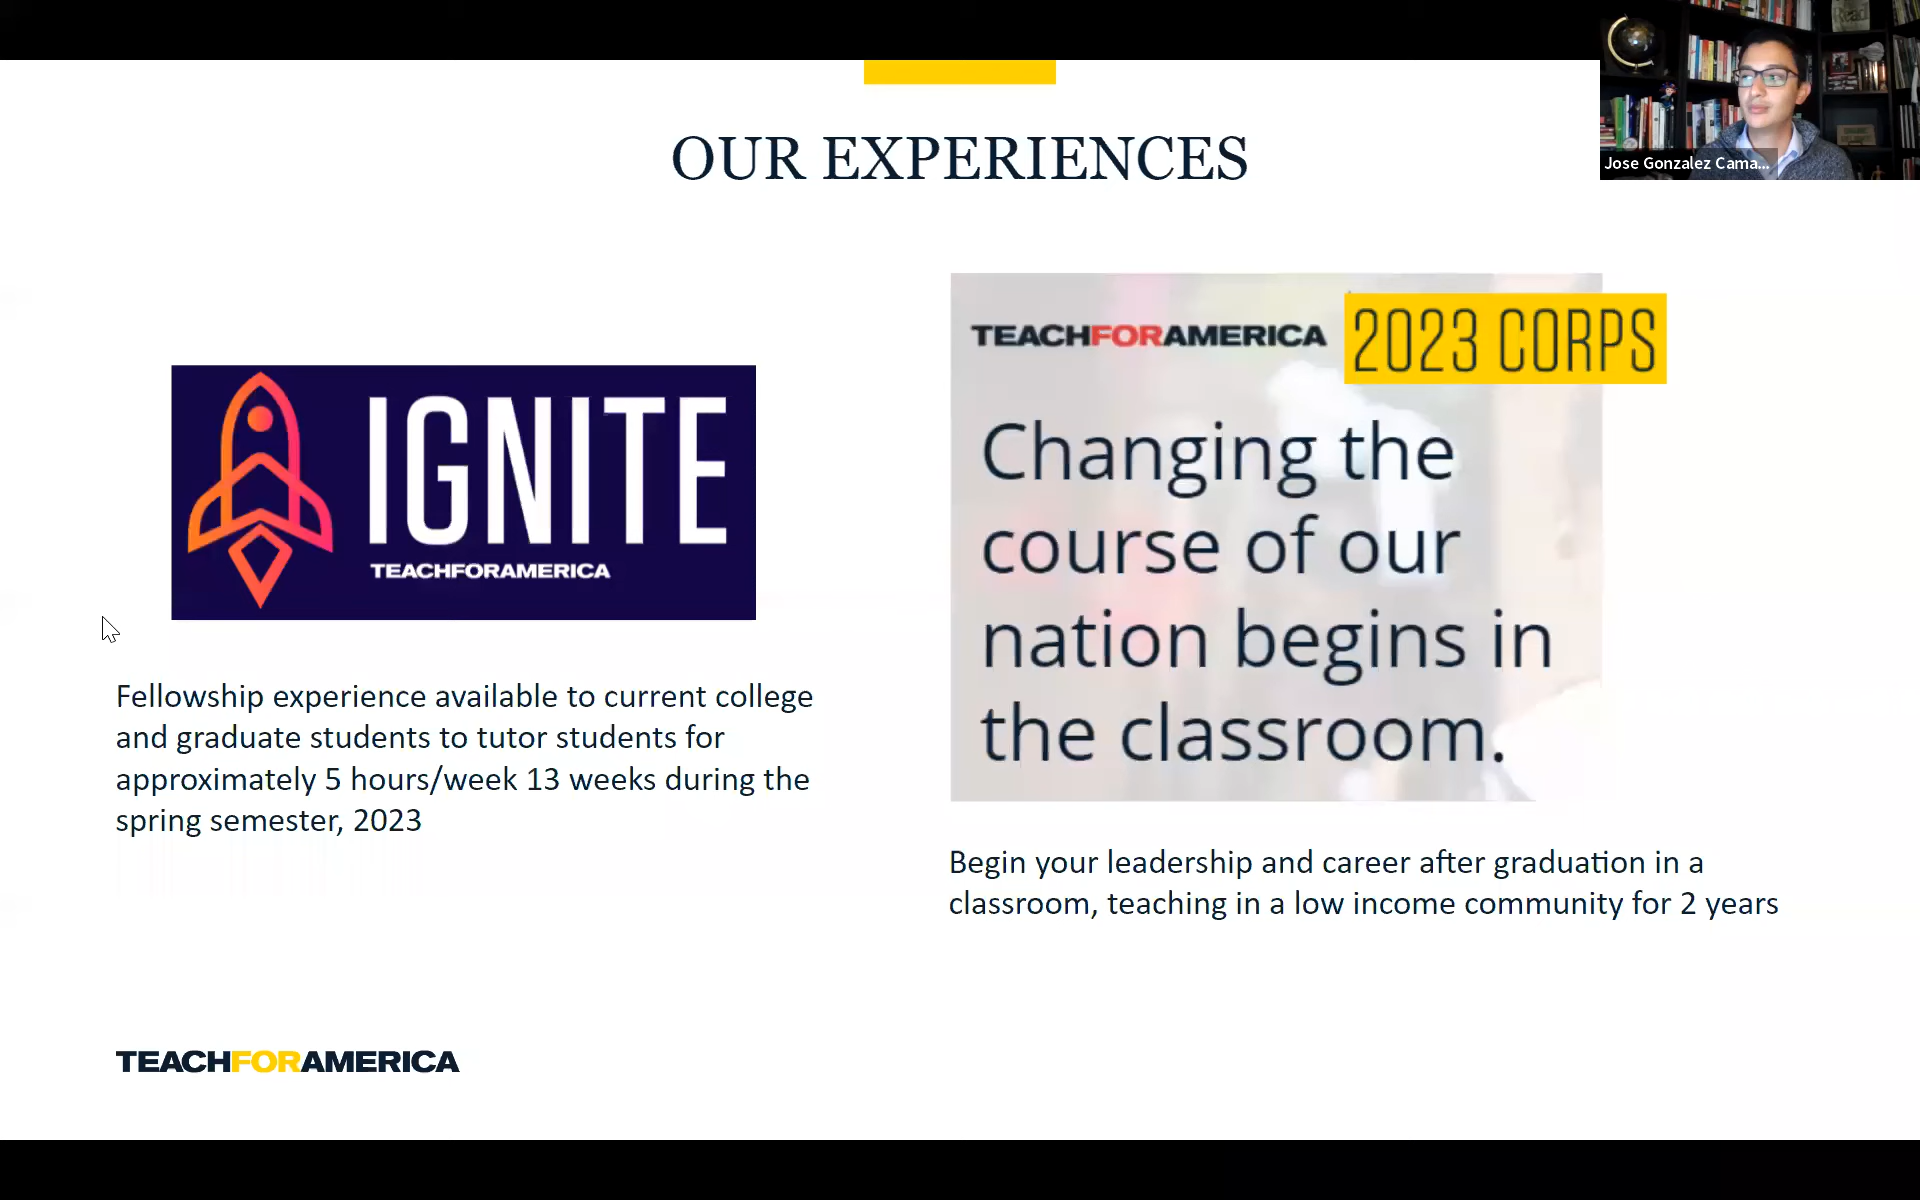 OUR EXPERIENCES
Read
Jose Gonzalez Cama...
IGNITE
TEACHFORAMERICA
Fellowship experience available to current college
and graduate students to tutor students for
approximately 5 hours/week 13 weeks during the
spring semester, 2023
TEACHFORAMERICA
2023 CORPS
Changing the
course of our
nation begins in
the classroom.
Begin your leadership and career after graduation in a
classroom, teaching in a low income community for 2 years
TEACHFORAMERICA